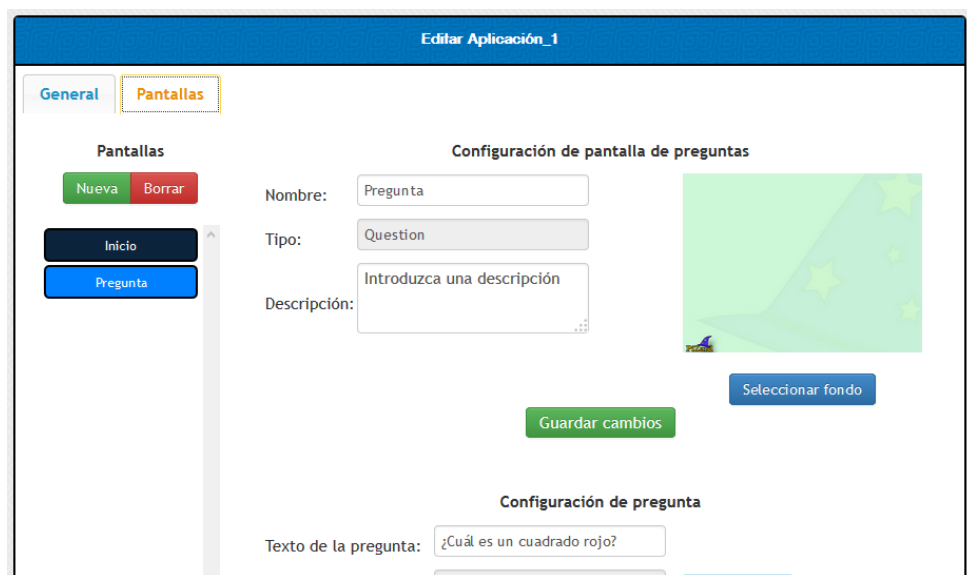 Editar Aplicación_1
General Pantallas
Pantallas
Nueva Borrar
Inicio
Pregunta
Configuración de pantalla de preguntas
Nombre: Pregunta
Tipo: Question
Descripción: Introduzca una descripción
Seleccionar fondo
Guardar cambios
Configuración de pregunta
Texto de la pregunta: ¿Cuál es un cuadrado rojo?